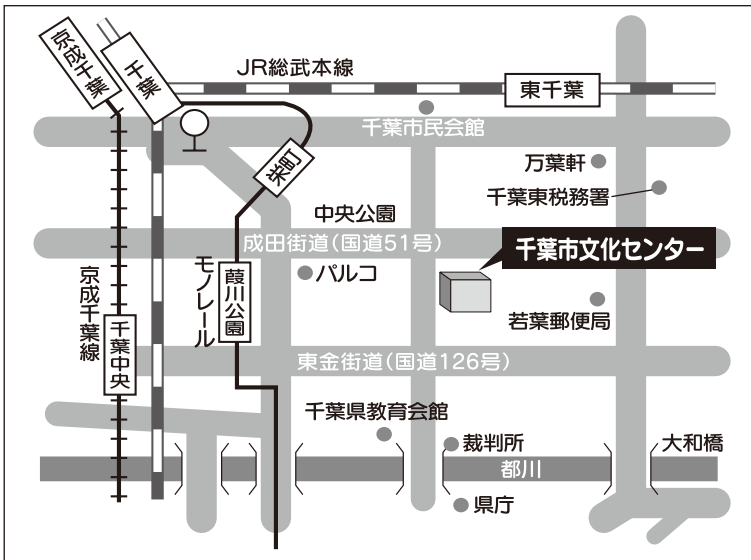 京成千葉
千葉
JR総武本線
東千葉
千葉市民会館
栄町
万葉軒
千葉東税務署
中央公園
成田街道(国道51号)
千葉市文化センター
モノレール
葭川公園
パルコ
京成千葉線
千葉中央
若葉郵便局
東金街道(国道126号)
千葉県教育会館
裁判所
大和橋
都川
県庁